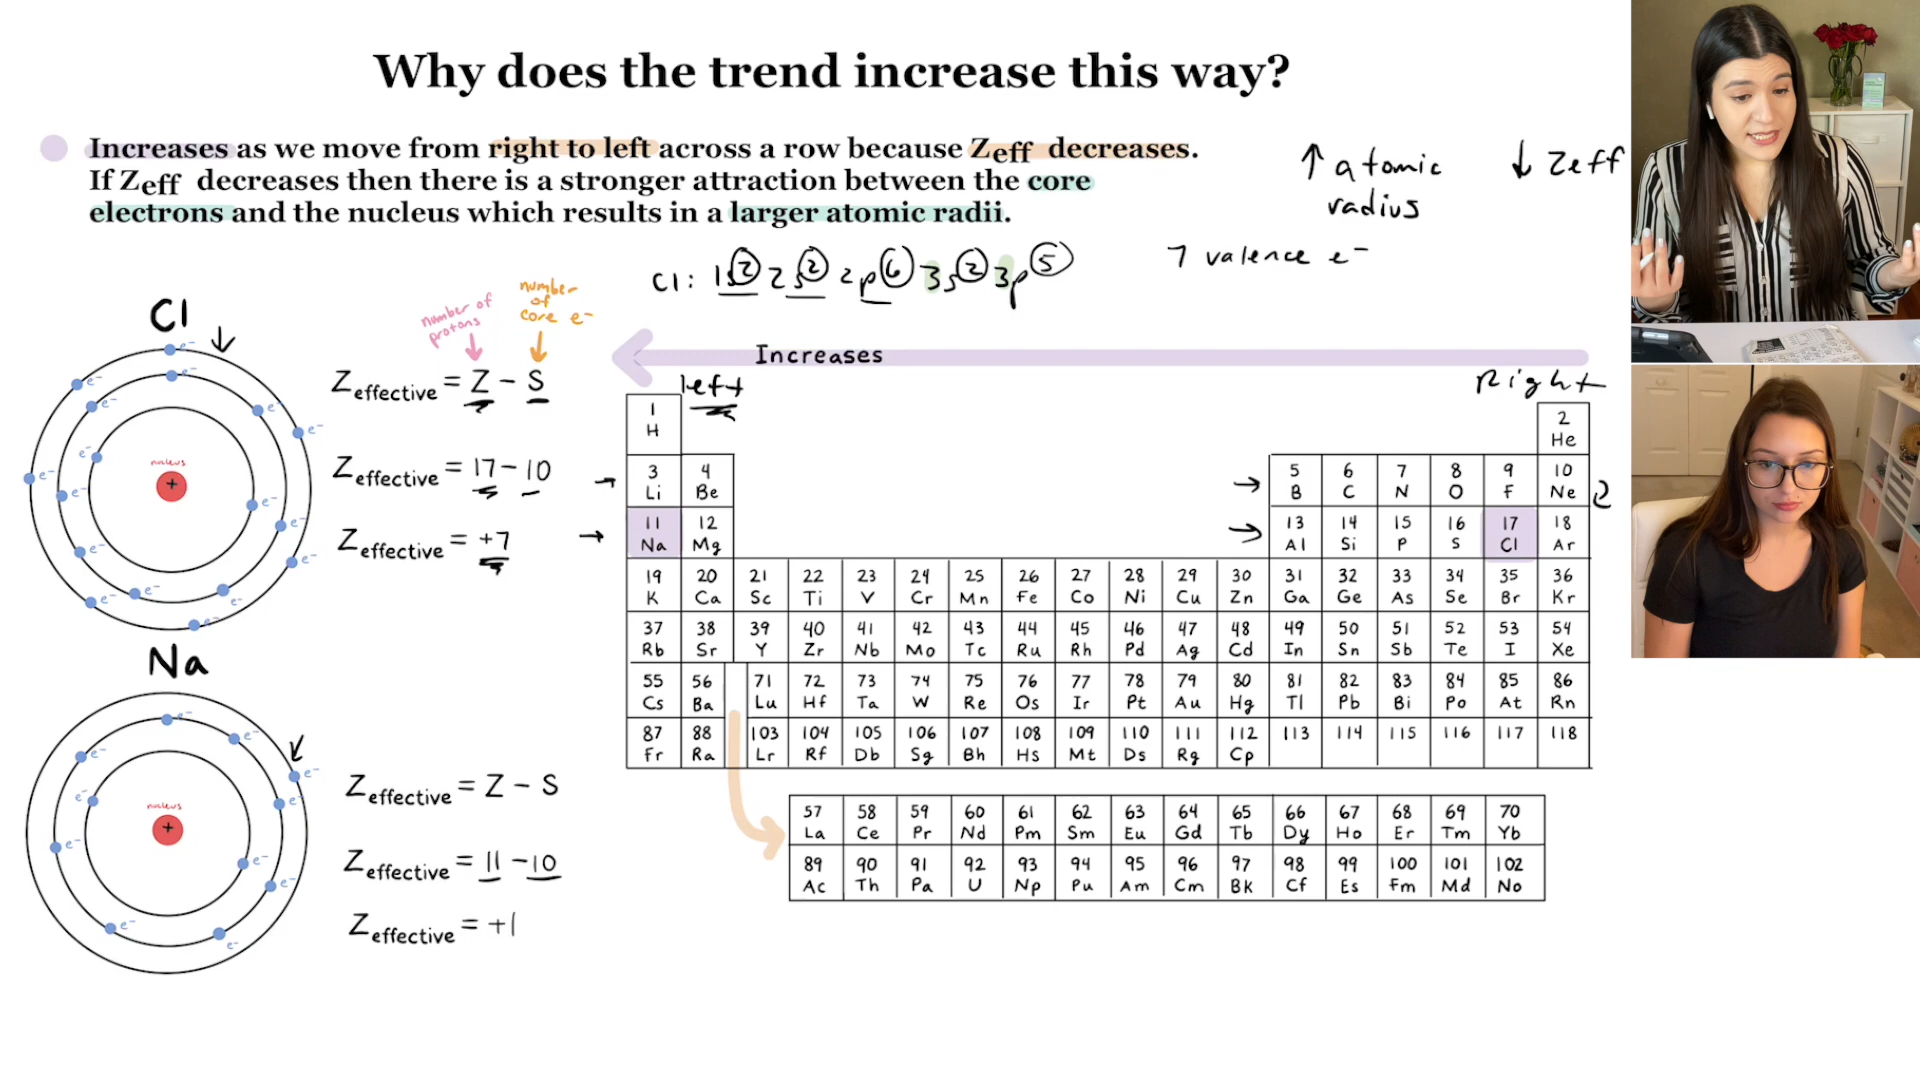 Why does the trend increase this way?
Increases as we move from right to left across a row because Zeff decreases.
If Zeff decreases then there is a stronger attraction between the core
electrons and the nucleus which results in a larger atomic radii.
↑ atomic radius
↓ Zeff
7 valence e⁻
Cl: 1s² 2s² 2p⁶ 3s² 3p⁵
number of protons
number of core e⁻
Cl
e⁻ e⁻ e⁻ e⁻ e⁻ e⁻ e⁻ e⁻ e⁻ e⁻ e⁻ e⁻ e⁻ e⁻ e⁻ e⁻ e⁻
nucleus
+
Zeffective = Z - S
Zeffective = 17 - 10
Zeffective = +7
Na
e⁻ e⁻ e⁻ e⁻ e⁻ e⁻ e⁻ e⁻ e⁻ e⁻ e⁻
nucleus
+
Zeffective = Z - S
Zeffective = 11 - 10
Zeffective = +1
Increases
left
Right
1 2
H He
3 4 5 6 7 8 9 10
Li Be B C N O F Ne 2
11 12 13 14 15 16 17 18
Na Mg Al Si P S Cl Ar
19 20 21 22 23 24 25 26 27 28 29 30 31 32 33 34 35 36
K Ca Sc Ti V Cr Mn Fe Co Ni Cu Zn Ga Ge As Se Br Kr
37 38 39 40 41 42 43 44 45 46 47 48 49 50 51 52 53 54
Rb Sr Y Zr Nb Mo Tc Ru Rh Pd Ag Cd In Sn Sb Te I Xe
55 56 71 72 73 74 75 76 77 78 79 80 81 82 83 84 85 86
Cs Ba Lu Hf Ta W Re Os Ir Pt Au Hg Tl Pb Bi Po At Rn
87 88 103 104 105 106 107 108 109 110 111 112 113 114 115 116 117 118
Fr Ra Lr Rf Db Sg Bh Hs Mt Ds Rg Cp
57 58 59 60 61 62 63 64 65 66 67 68 69 70
La Ce Pr Nd Pm Sm Eu Gd Tb Dy Ho Er Tm Yb
89 90 91 92 93 94 95 96 97 98 99 100 101 102
Ac Th Pa U Np Pu Am Cm Bk Cf Es Fm Md No